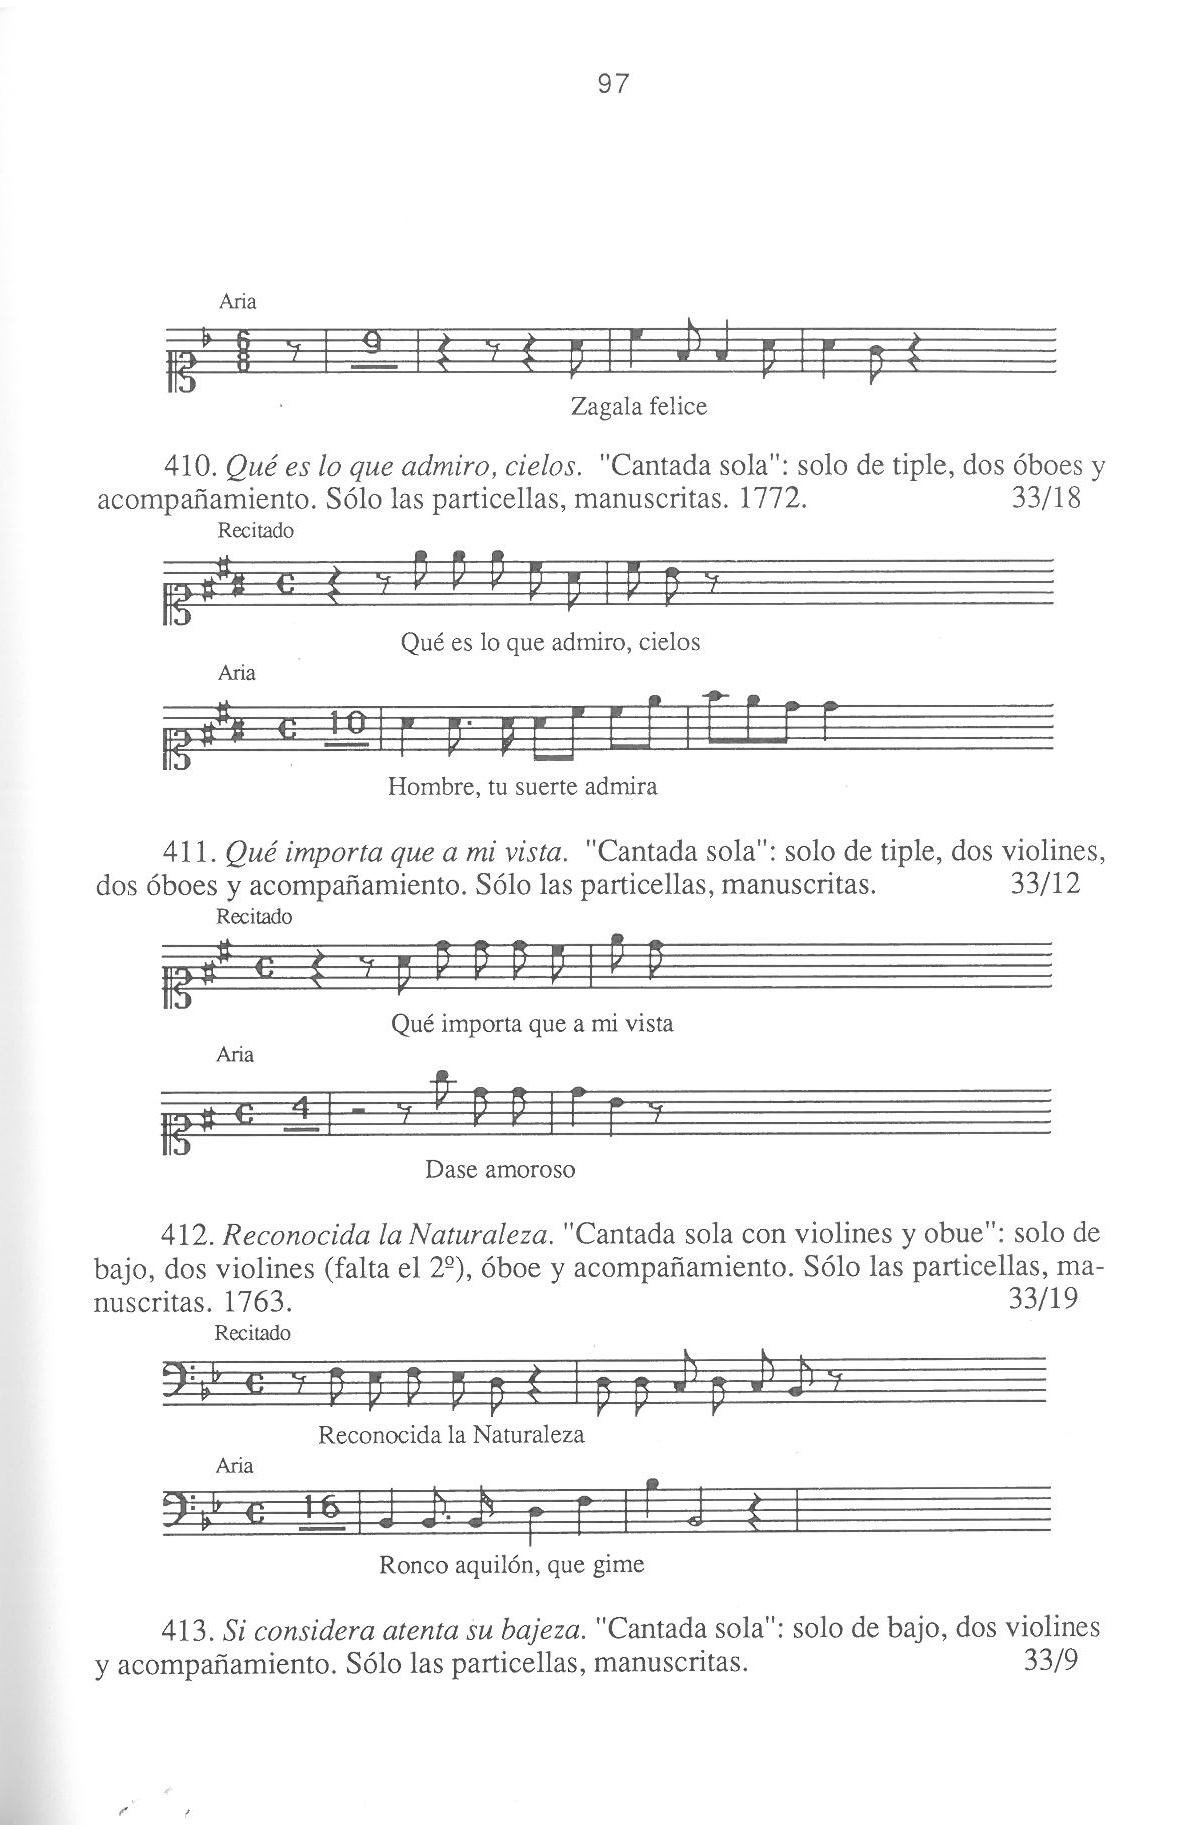 97
Aria
6
8
9
Zagala felice
410. Qué es lo que admiro, cielos. "Cantada sola": solo de tiple, dos óboes y
acompañamiento. Sólo las particellas, manuscritas. 1772. 33/18
Recitado
Qué es lo que admiro, cielos
Aria
10
Hombre, tu suerte admira
411. Qué importa que a mi vista. "Cantada sola": solo de tiple, dos violines,
dos óboes y acompañamiento. Sólo las particellas, manuscritas. 33/12
Recitado
Qué importa que a mi vista
Aria
4
Dase amoroso
412. Reconocida la Naturaleza. "Cantada sola con violines y obue": solo de
bajo, dos violines (falta el 2º), óboe y acompañamiento. Sólo las particellas, ma-
nuscritas. 1763. 33/19
Recitado
Reconocida la Naturaleza
Aria
16
Ronco aquilón, que gime
413. Si considera atenta su bajeza. "Cantada sola": solo de bajo, dos violines
y acompañamiento. Sólo las particellas, manuscritas. 33/9